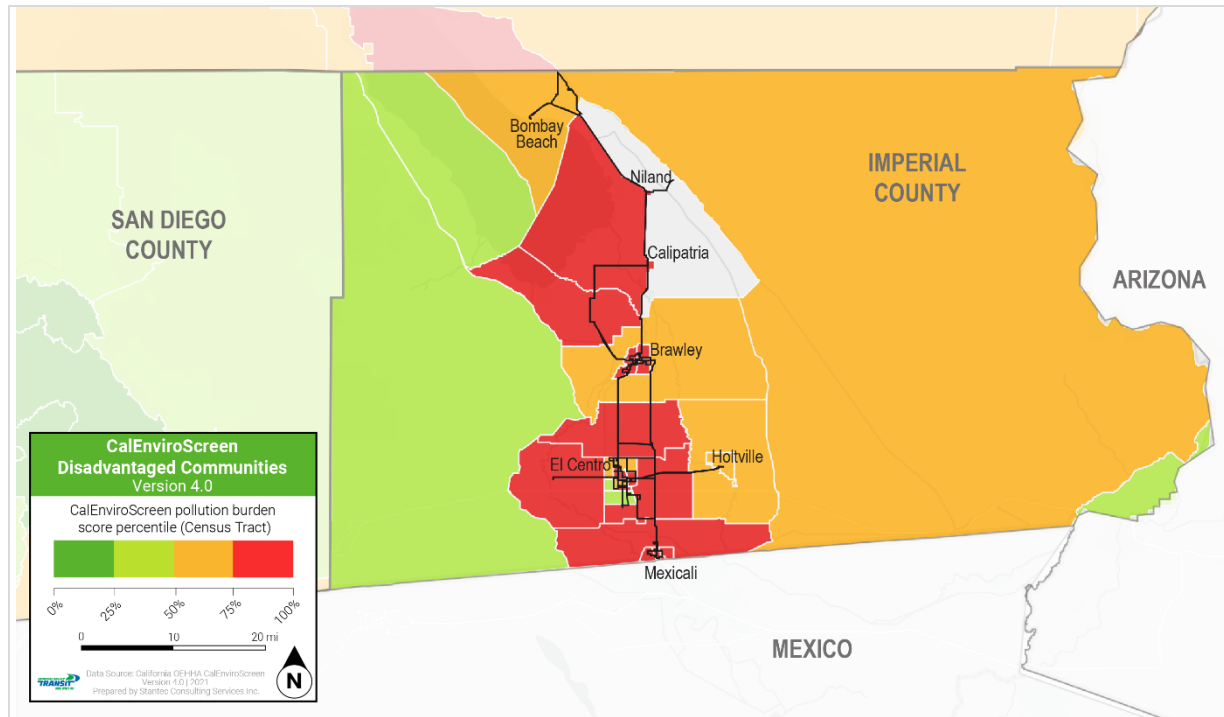 Bombay
Beach
Niland
IMPERIAL
COUNTY
SAN DIEGO
COUNTY
Calipatria
ARIZONA
Brawley
El Centro
Holtville
Mexicali
MEXICO
CalEnviroScreen
Disadvantaged Communities
Version 4.0
CalEnviroScreen pollution burden
score percentile (Census Tract)
0% 25% 50% 75% 100%
0 10 20 mi
TRANSIT
Data Source: California OEHHA CalEnviroScreen
Version 4.0 | 2021
Prepared by Stantec Consulting Services Inc.
N